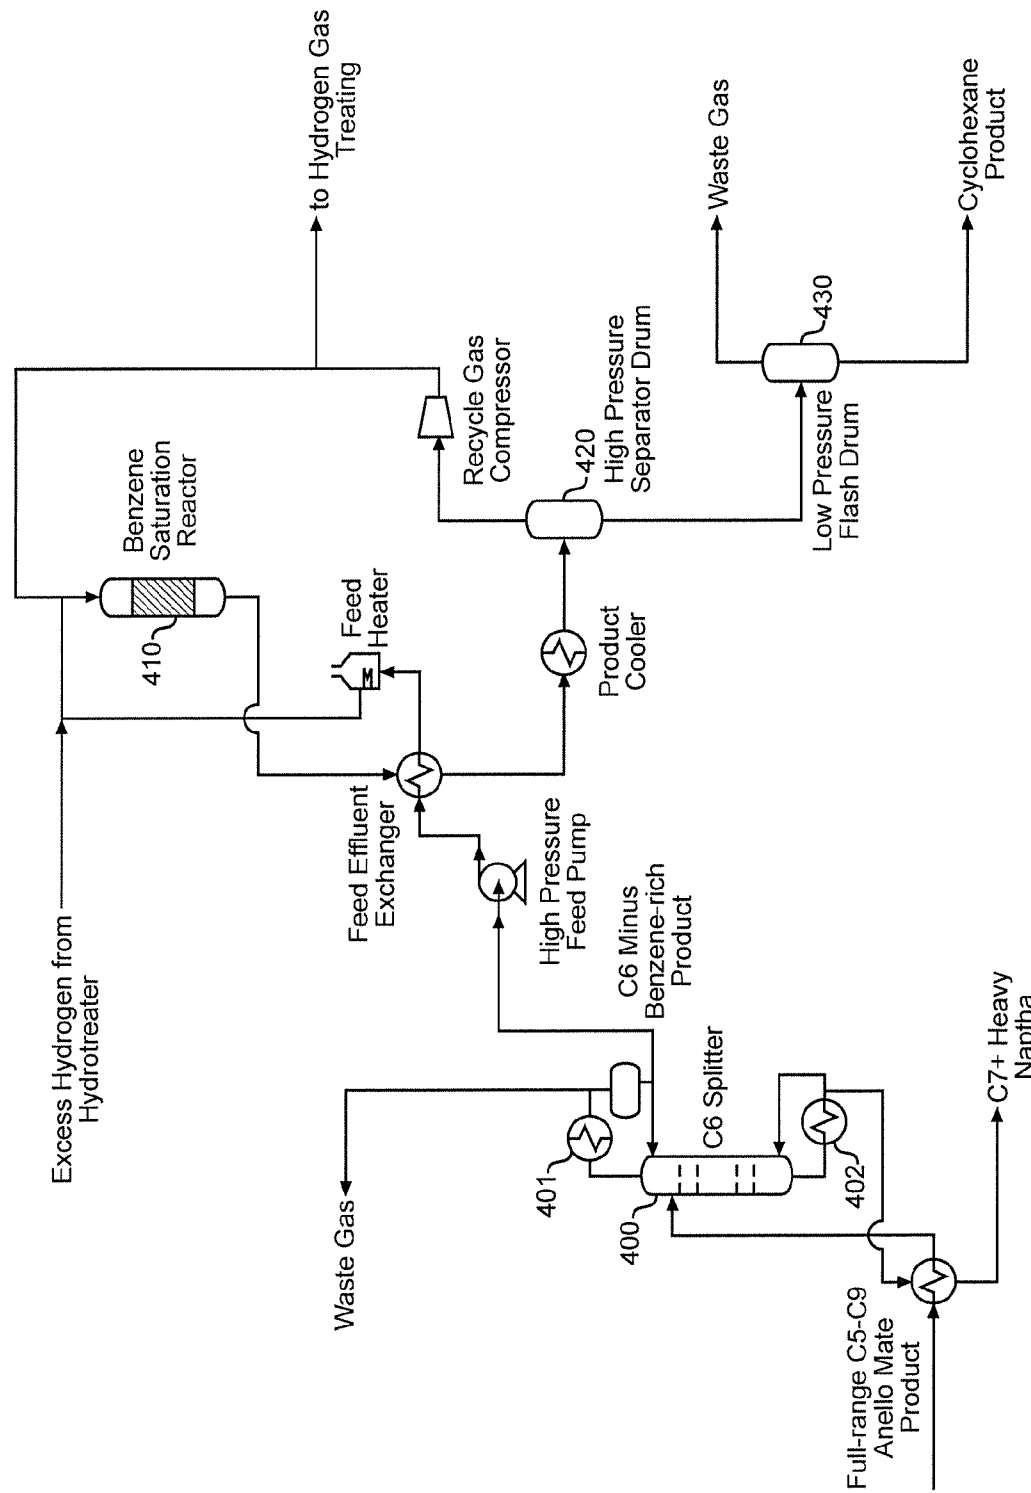 Excess Hydrogen from
Hydrotreater
to Hydrogen Gas
Treating
Benzene
Saturation
Reactor
410
Waste Gas
Feed
Heater
Feed Effluent
Exchanger
Recycle Gas
Compressor
High Pressure
Feed Pump
420
High Pressure
Separator Drum
Product
Cooler
C6 Minus
Benzene-rich
Product
401
400
C6 Splitter
402
Waste Gas
430
Low Pressure
Flash Drum
Full-range C5-C9
Anello Mate
Product
C7+ Heavy
Naptha
Cyclohexane
Product